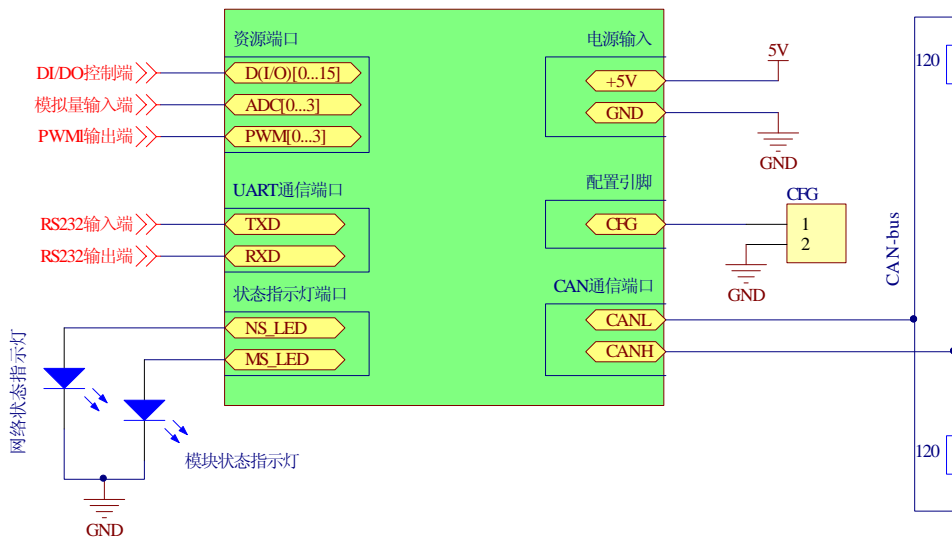 资源端口
电源输入
5V
120
DI/DO控制端
D(I/O)[0...15]
+5V
模拟量输入端
ADC[0...3]
GND
PWM1输出端
PWM[0...3]
GND
UART通信端口
配置引脚
CFG
RS232输入端
TXD
CFG
1
2
RS232输出端
RXD
GND
CAN-bus
状态指示灯端口
CAN通信端口
NS_LED
CANL
MS_LED
CANH
网络状态指示灯
模块状态指示灯
120
GND